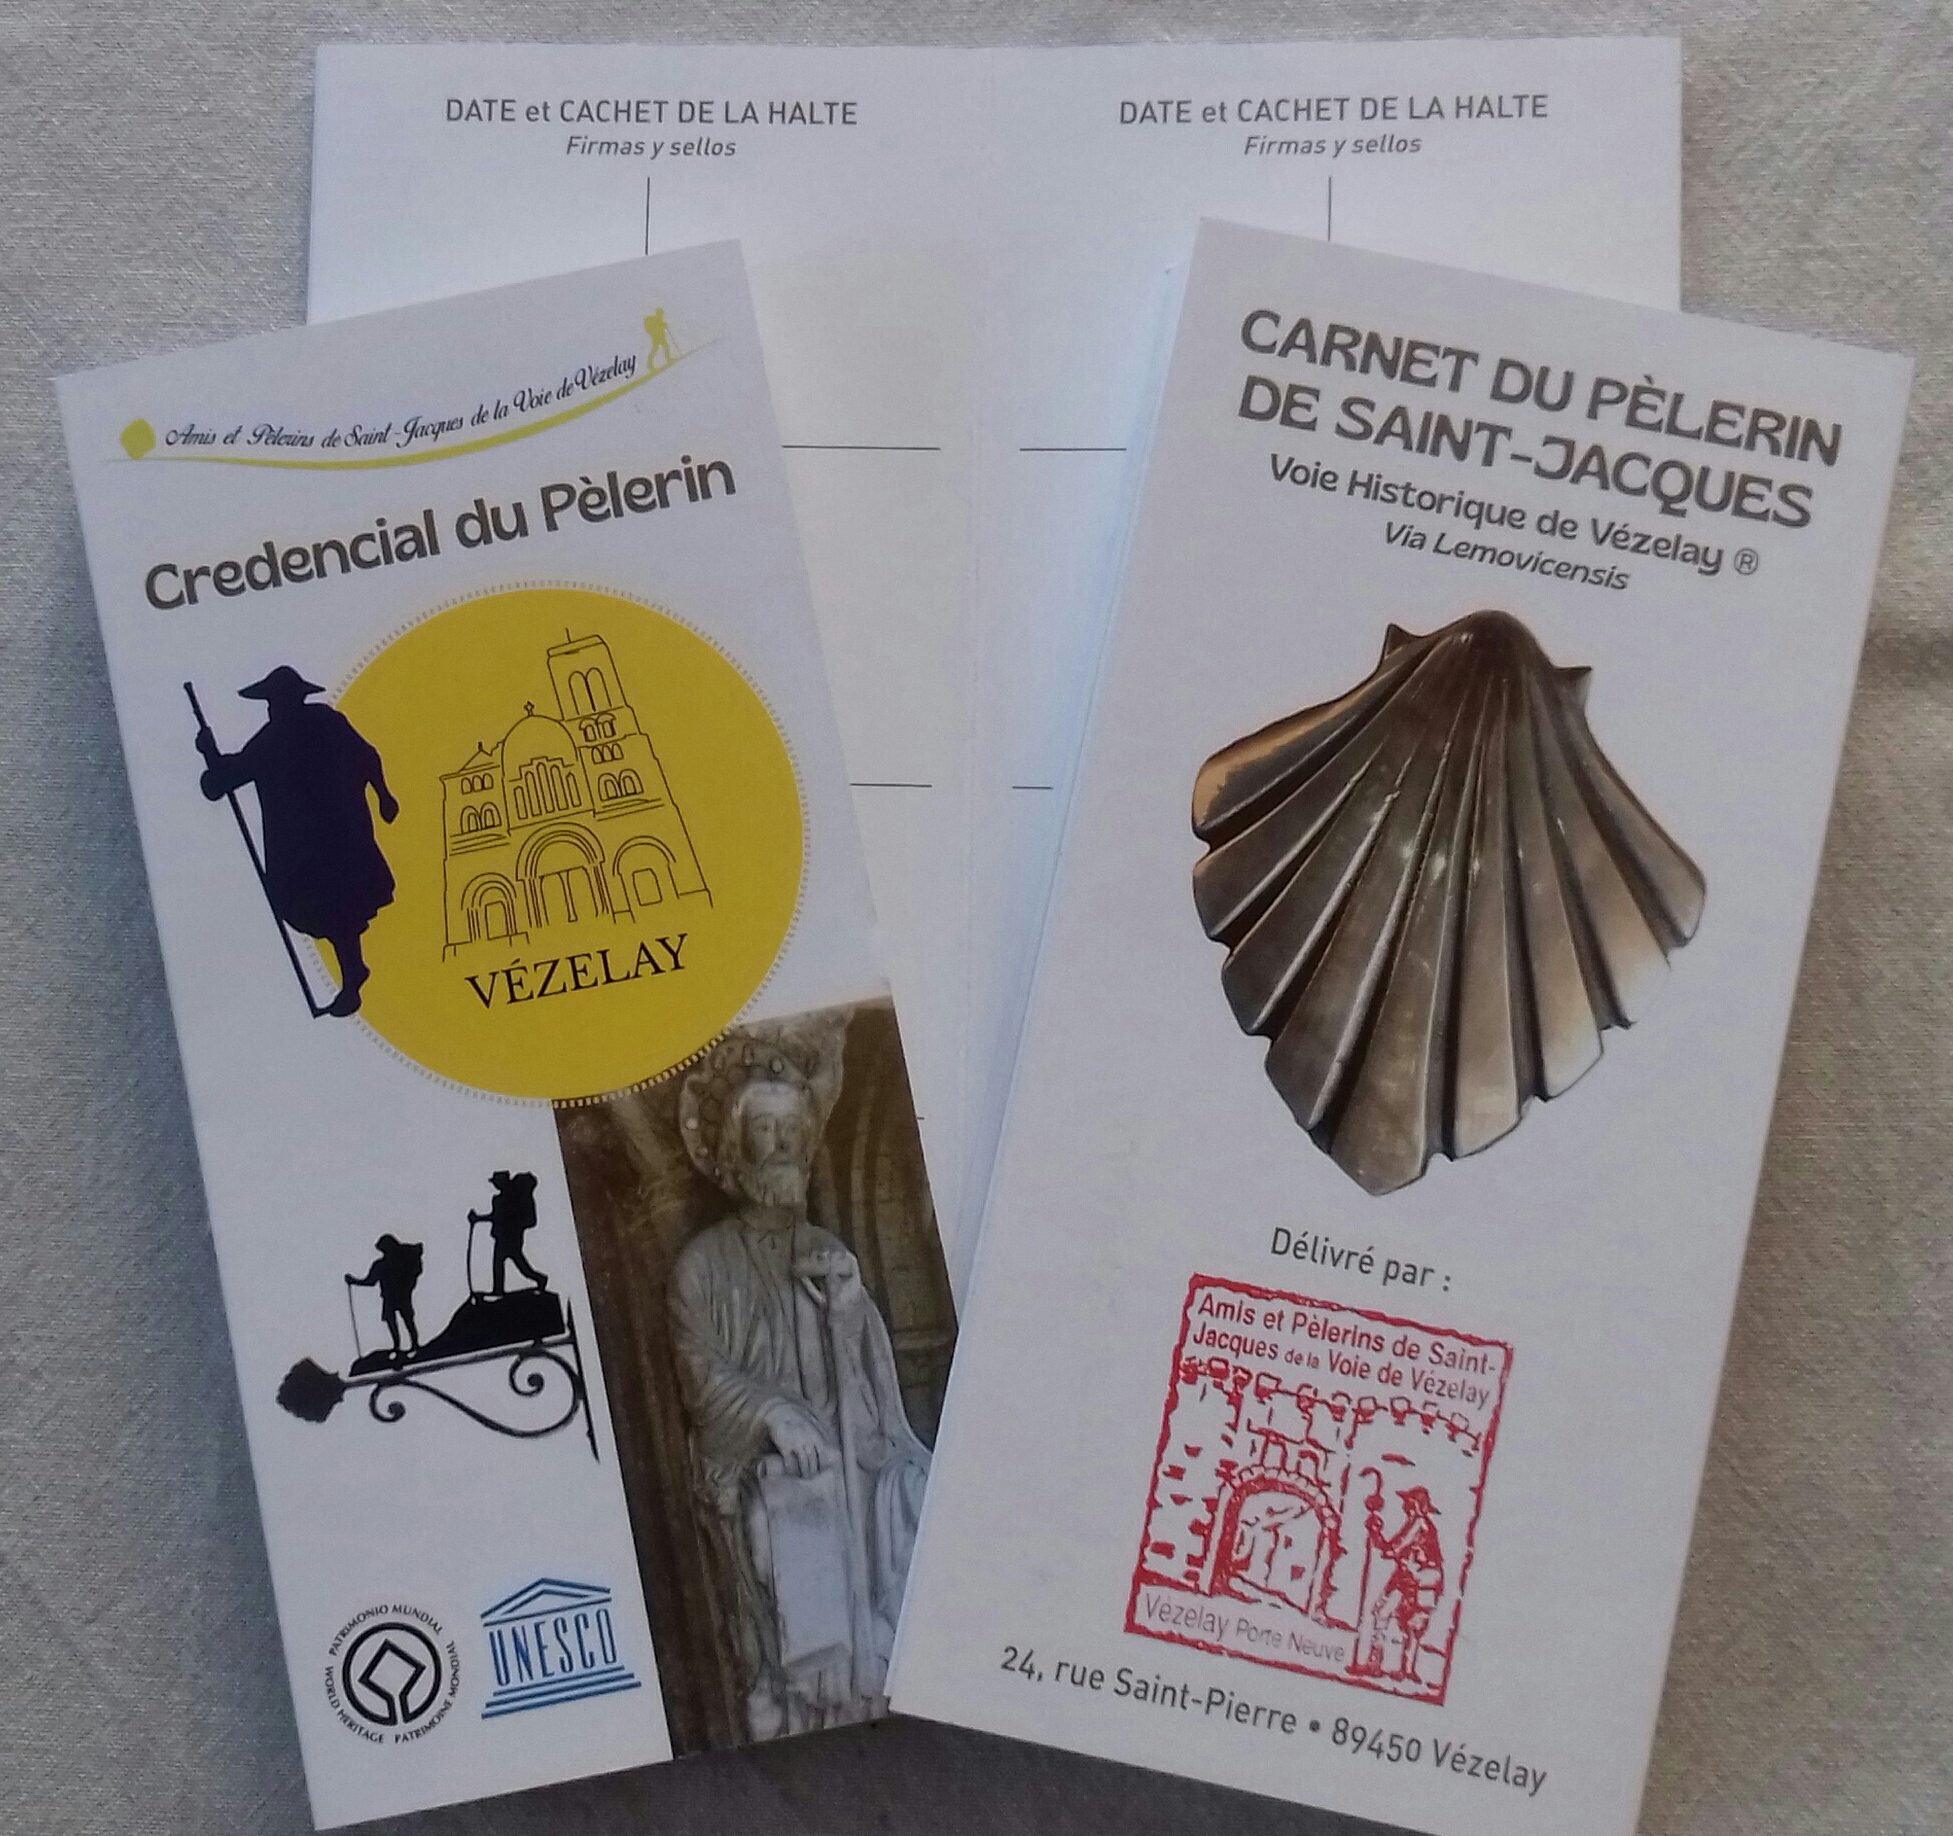 DATE et CACHET DE LA HALTE
Firmas y sellos
DATE et CACHET DE LA HALTE
Firmas y sellos
Amis et Pèlerins de Saint-Jacques de la Voie de Vézelay
Credencial du Pèlerin
VÉZELAY
PATRIMONIO MUNDIAL
WORLD HERITAGE
PATRIMOINE MONDIAL
UNESCO
CARNET DU PÈLERIN
DE SAINT-JACQUES
Voie Historique de Vézelay ®
Via Lemovicensis
Délivré par :
Amis et Pèlerins de Saint-
Jacques de la Voie de Vézelay
Vézelay Porte Neuve
24, rue Saint-Pierre • 89450 Vézelay